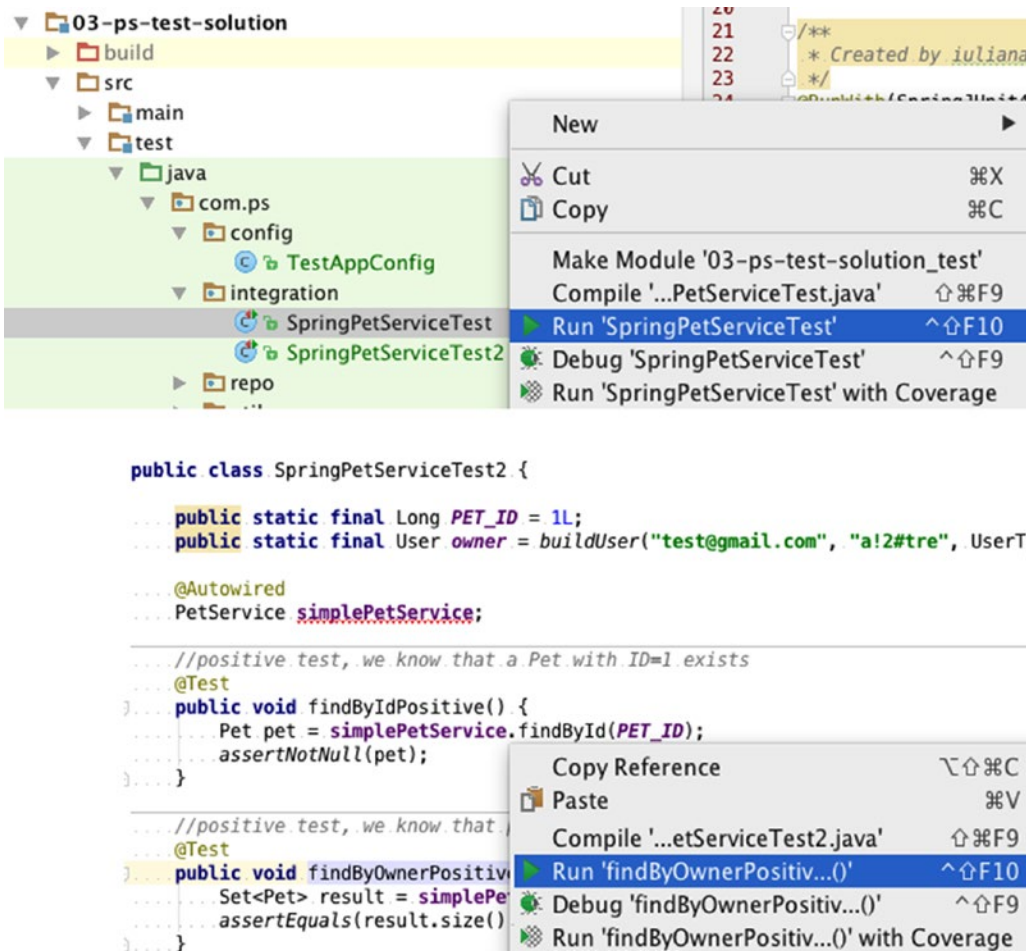 03-ps-test-solution
build
src
main
test
java
com.ps
config
TestAppConfig
integration
SpringPetServiceTest
SpringPetServiceTest2
repo
21 /**
22 * Created by iuliana
23 */
24 @RunWith(SpringJUnit4
New
Cut ⌘X
Copy ⌘C
Make Module '03-ps-test-solution_test'
Compile '...PetServiceTest.java' ⇧⌘F9
Run 'SpringPetServiceTest' ^⇧F10
Debug 'SpringPetServiceTest' ^⇧F9
Run 'SpringPetServiceTest' with Coverage
public class SpringPetServiceTest2 {
public static final Long PET_ID = 1L;
public static final User owner = buildUser("test@gmail.com", "a!2#tre", UserT
@Autowired
PetService simplePetService;
//positive test, we know that a Pet with ID=1 exists
@Test
public void findByIdPositive() {
Pet pet = simplePetService.findById(PET_ID);
assertNotNull(pet);
}
//positive test, we know that
@Test
public void findByOwnerPositive
Set<Pet> result = simplePe
assertEquals(result.size()
}
Copy Reference ⌥⇧⌘C
Paste ⌘V
Compile '...etServiceTest2.java' ⇧⌘F9
Run 'findByOwnerPositiv...()' ^⇧F10
Debug 'findByOwnerPositiv...()' ^⇧F9
Run 'findByOwnerPositiv...()' with Coverage